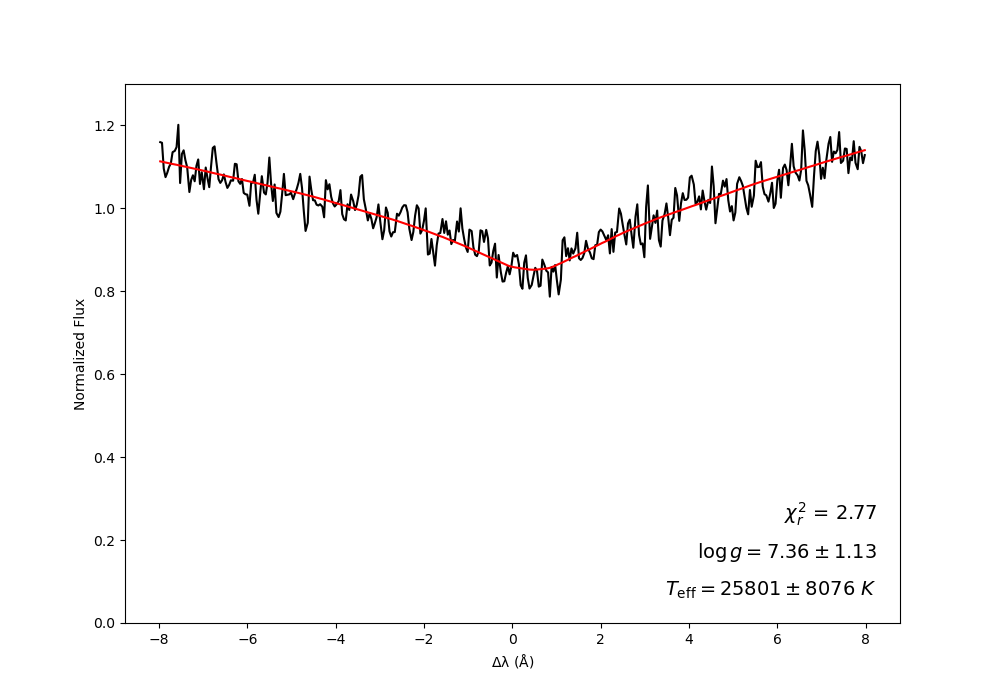 1.2
1.0
0.8
0.6
0.4
0.2
0.0
Normalized Flux
χ²ᵣ = 2.77
log g = 7.36 ± 1.13
T_eff = 25801 ± 8076 K
−8 −6 −4 −2 0 2 4 6 8
Δλ (Å)